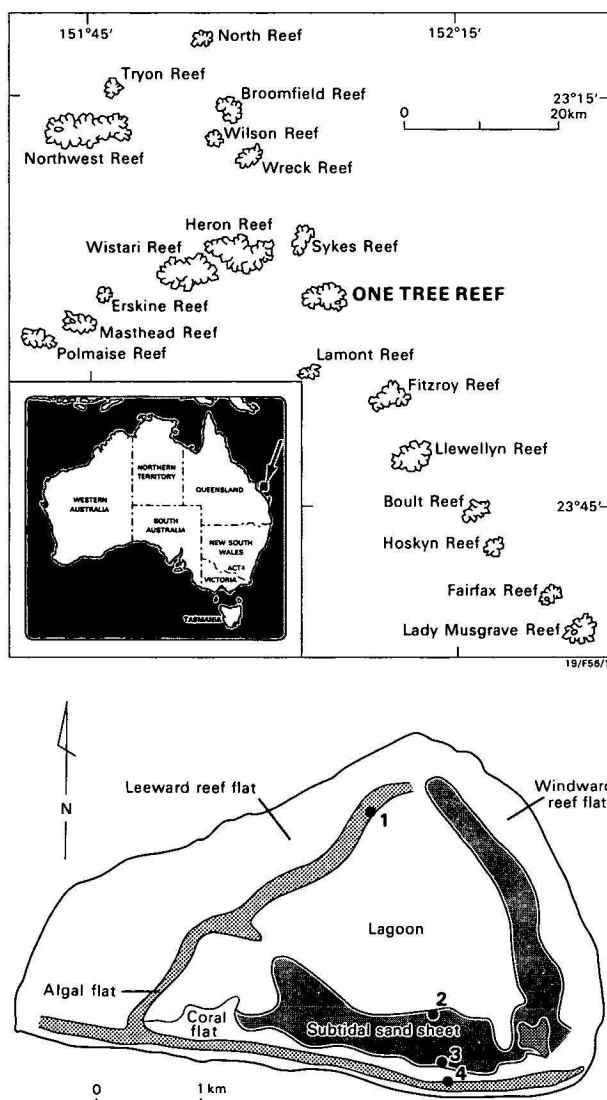 151°45'
152°15'
North Reef
Tryon Reef
Broomfield Reef
23°15'
0
20km
Northwest Reef
Wilson Reef
Wreck Reef
Heron Reef
Wistari Reef
Sykes Reef
ONE TREE REEF
Erskine Reef
Masthead Reef
Polmaise Reef
Lamont Reef
Fitzroy Reef
Llewellyn Reef
Boult Reef
23°45'
Hoskyn Reef
Fairfax Reef
Lady Musgrave Reef
NORTHERN
TERRITORY
QUEENSLAND
WESTERN
AUSTRALIA
SOUTH
AUSTRALIA
NEW SOUTH
WALES
ACT
VICTORIA
TASMANIA
19/F56/1
N
Leeward reef flat
Windward
reef flat
1
Lagoon
Algal flat
Coral
flat
2
Subtidal sand sheet
3
4
0
1 km